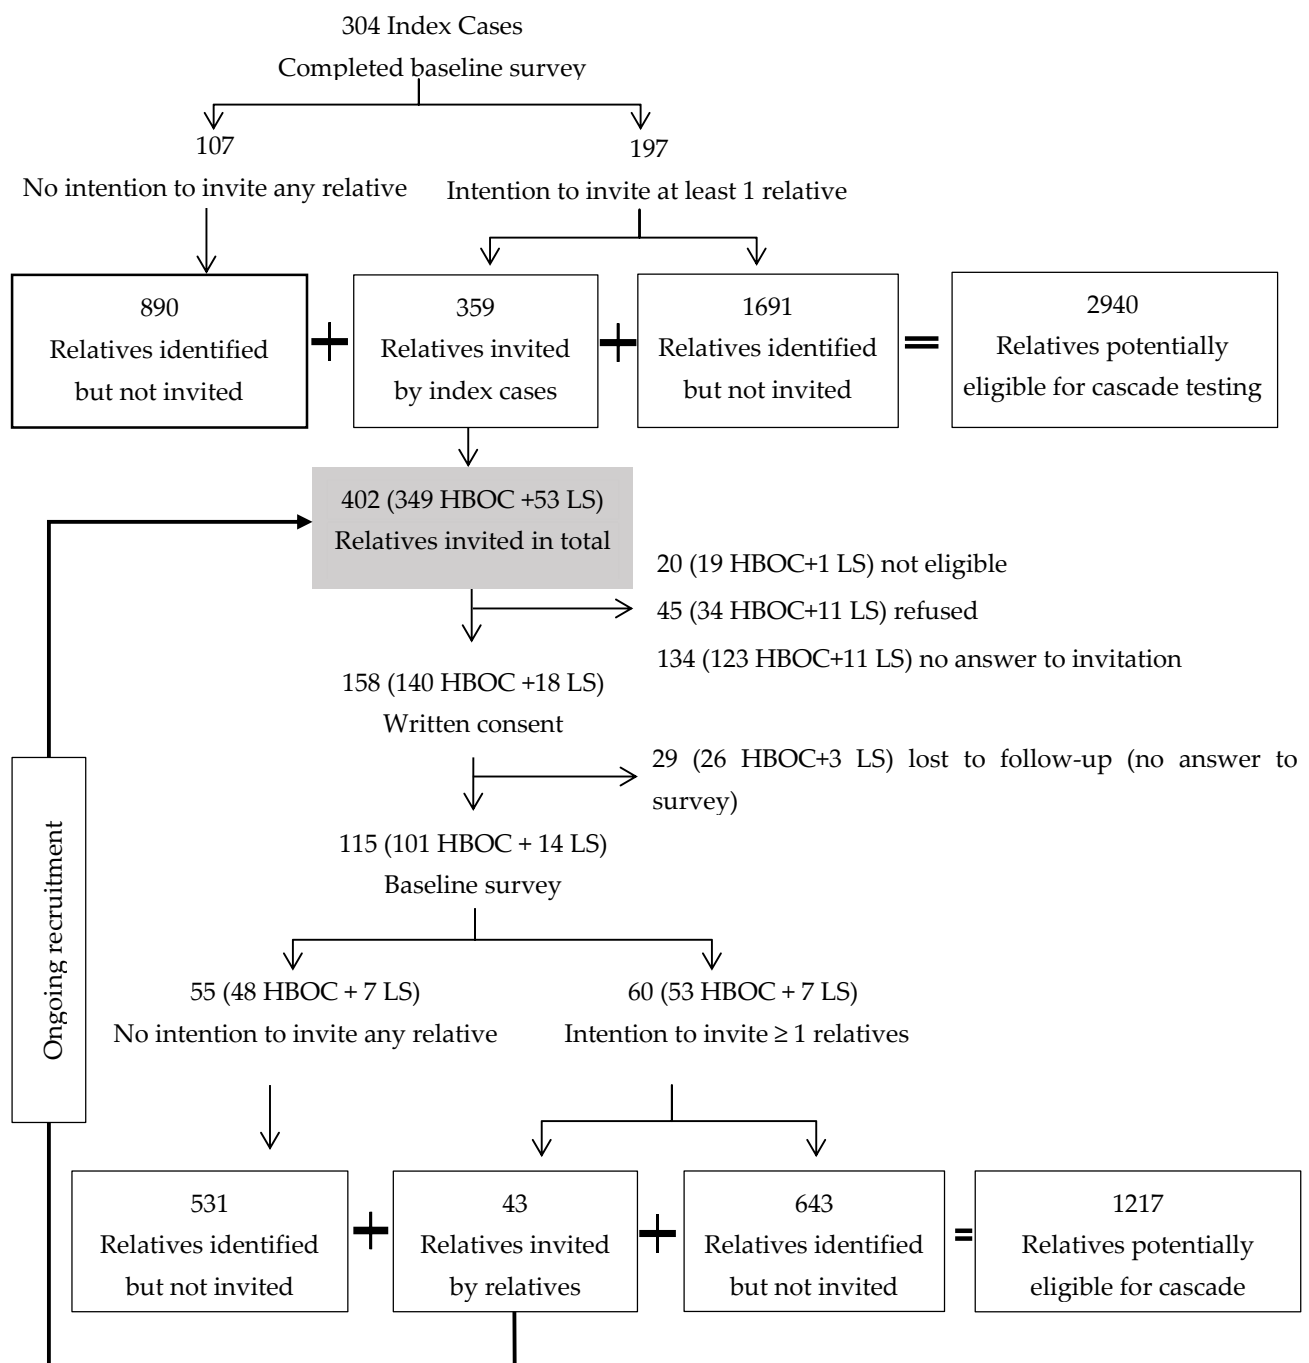 304 Index Cases
Completed baseline survey
107
No intention to invite any relative
197
Intention to invite at least 1 relative
890
Relatives identified
but not invited
359
Relatives invited
by index cases
1691
Relatives identified
but not invited
2940
Relatives potentially
eligible for cascade testing
402 (349 HBOC +53 LS)
Relatives invited in total
20 (19 HBOC+1 LS) not eligible
45 (34 HBOC+11 LS) refused
134 (123 HBOC+11 LS) no answer to invitation
158 (140 HBOC +18 LS)
Written consent
29 (26 HBOC+3 LS) lost to follow-up (no answer to
survey)
115 (101 HBOC + 14 LS)
Baseline survey
Ongoing recruitment
55 (48 HBOC + 7 LS)
No intention to invite any relative
60 (53 HBOC + 7 LS)
Intention to invite ≥ 1 relatives
531
Relatives identified
but not invited
43
Relatives invited
by relatives
643
Relatives identified
but not invited
1217
Relatives potentially
eligible for cascade